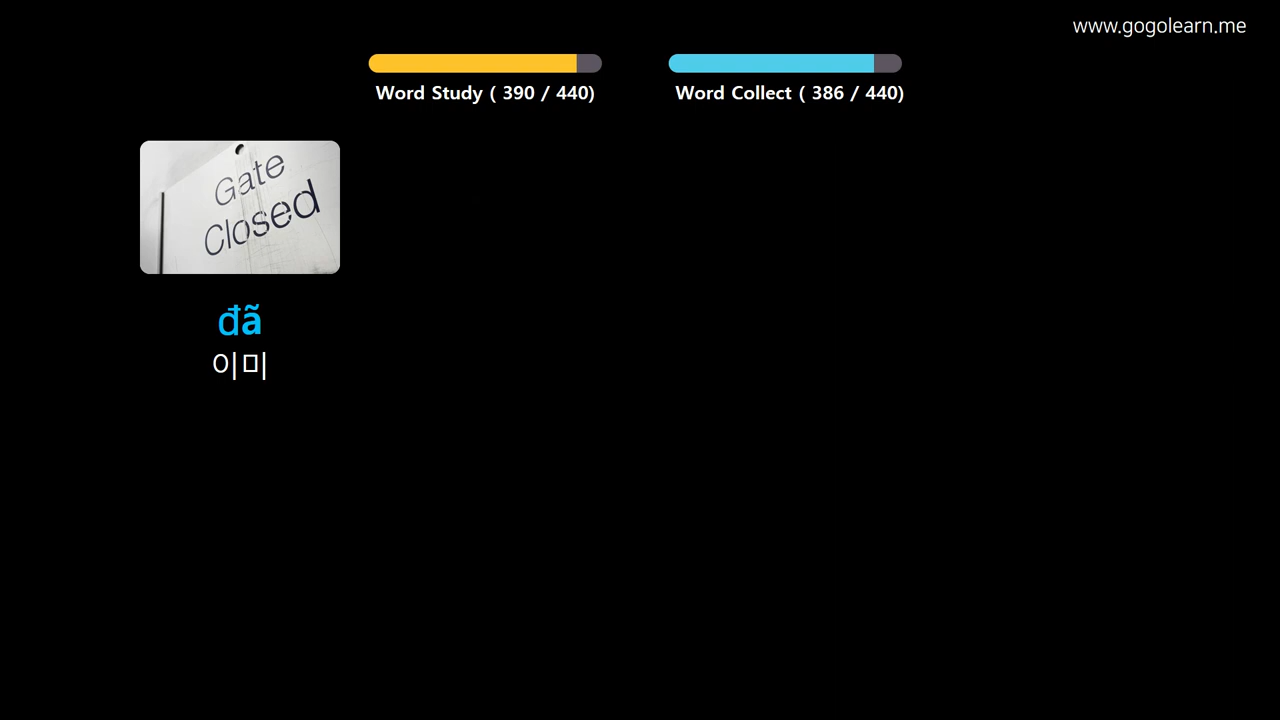 www.gogolearn.me
Word Study ( 390 / 440)
Word Collect ( 386 / 440)
Gate
Closed
đã
이미